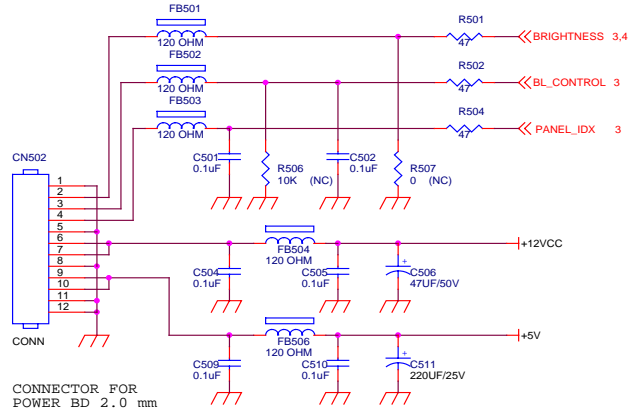 FB501
120 OHM
R501
47
BRIGHTNESS 3,4
FB502
120 OHM
R502
47
BL_CONTROL 3
FB503
120 OHM
R504
47
PANEL_IDX 3
CN502
C501
0.1uF
R506
10K (NC)
C502
0.1uF
R507
0 (NC)
1
2
3
4
5
6
7
8
9
10
11
12
CONN
+12VCC
FB504
120 OHM
C504
0.1uF
C505
0.1uF
C506
47UF/50V
+
+5V
FB506
120 OHM
C509
0.1uF
C510
0.1uF
C511
220UF/25V
+
CONNECTOR FOR
POWER BD 2.0 mm